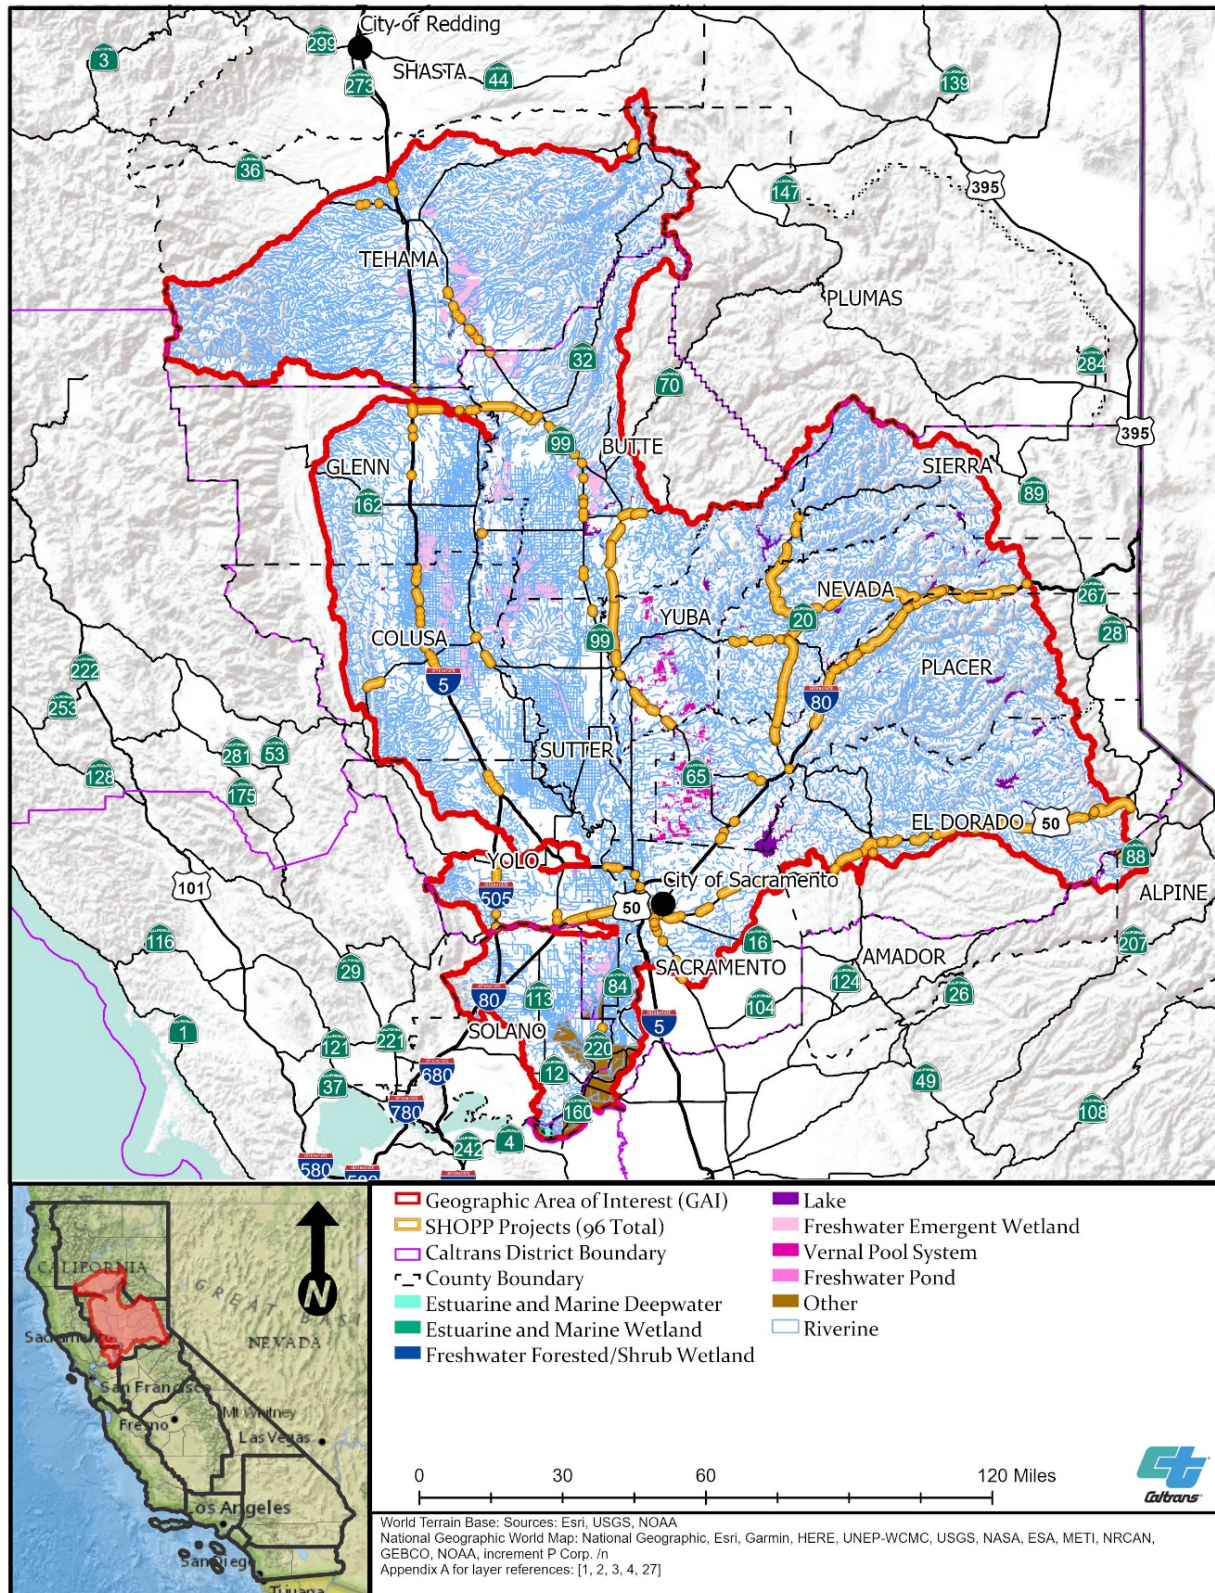 City of Redding
3
299
273
SHASTA
44
139
36
147
395
TEHAMA
PLUMAS
32
70
284
395
99
BUTTE
GLENN
162
SIERRA
89
NEVADA
267
20
28
YUBA
99
COLUSA
222
5
PLACER
80
253
281
53
SUTTER
128
175
65
EL DORADO
50
YOLO
88
101
505
City of Sacramento
50
ALPINE
116
29
16
207
SACRAMENTO
AMADOR
80
113
84
124
26
104
1
SOLANO
5
121
221
220
37
680
12
49
780
160
108
242
4
580
CALIFORNIA
GREAT BASI
NEVADA
San Francisco
Fresno
Mt Whitney
Las Vegas
Los Angeles
San Diego
Tijuana
N
Geographic Area of Interest (GAI)
SHOPP Projects (96 Total)
Caltrans District Boundary
County Boundary
Estuarine and Marine Deepwater
Estuarine and Marine Wetland
Freshwater Forested/Shrub Wetland
Lake
Freshwater Emergent Wetland
Vernal Pool System
Freshwater Pond
Other
Riverine
0 30 60 120 Miles
Caltrans
World Terrain Base: Sources: Esri, USGS, NOAA
National Geographic World Map: National Geographic, Esri, Garmin, HERE, UNEP-WCMC, USGS, NASA, ESA, METI, NRCAN,
GEBCO, NOAA, increment P Corp. /n
Appendix A for layer references: [1, 2, 3, 4, 27]